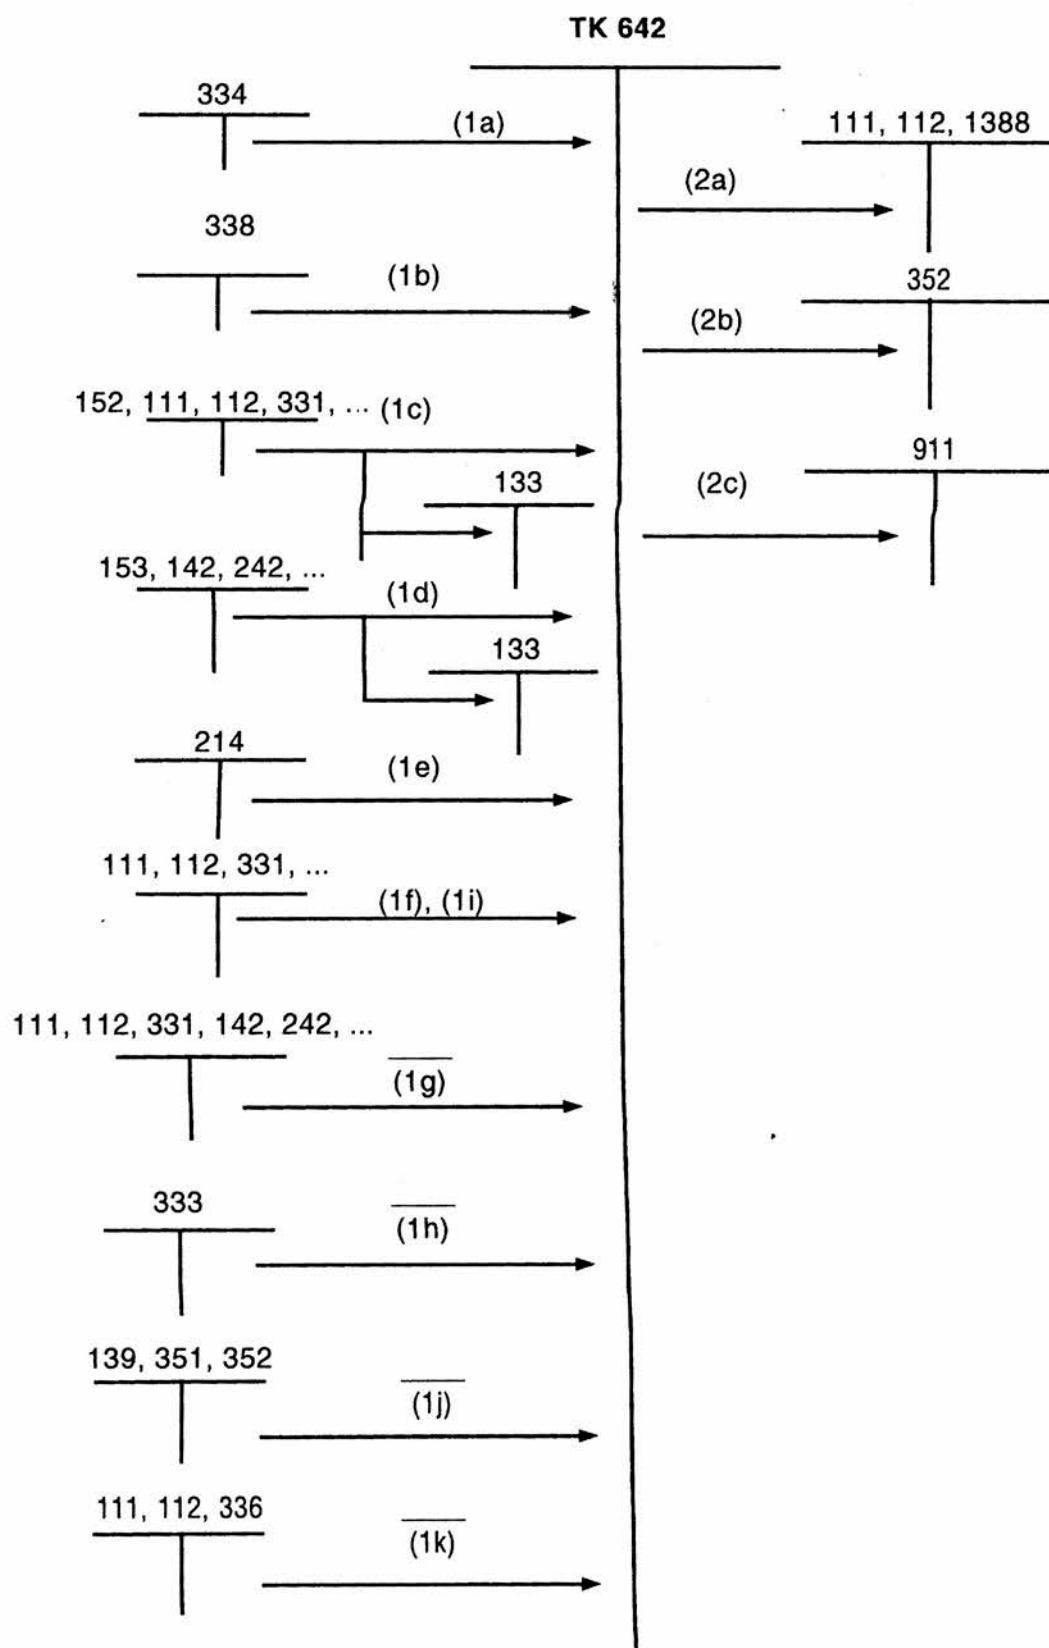 TK 642
334
(1a)
111, 112, 1388
(2a)
338
(1b)
352
(2b)
152, 111, 112, 331, ... (1c)
911
133
(2c)
153, 142, 242, ...
(1d)
133
214
(1e)
111, 112, 331, ...
(1f), (1i)
111, 112, 331, 142, 242, ...
(1g)
333
(1h)
139, 351, 352
(1j)
111, 112, 336
(1k)